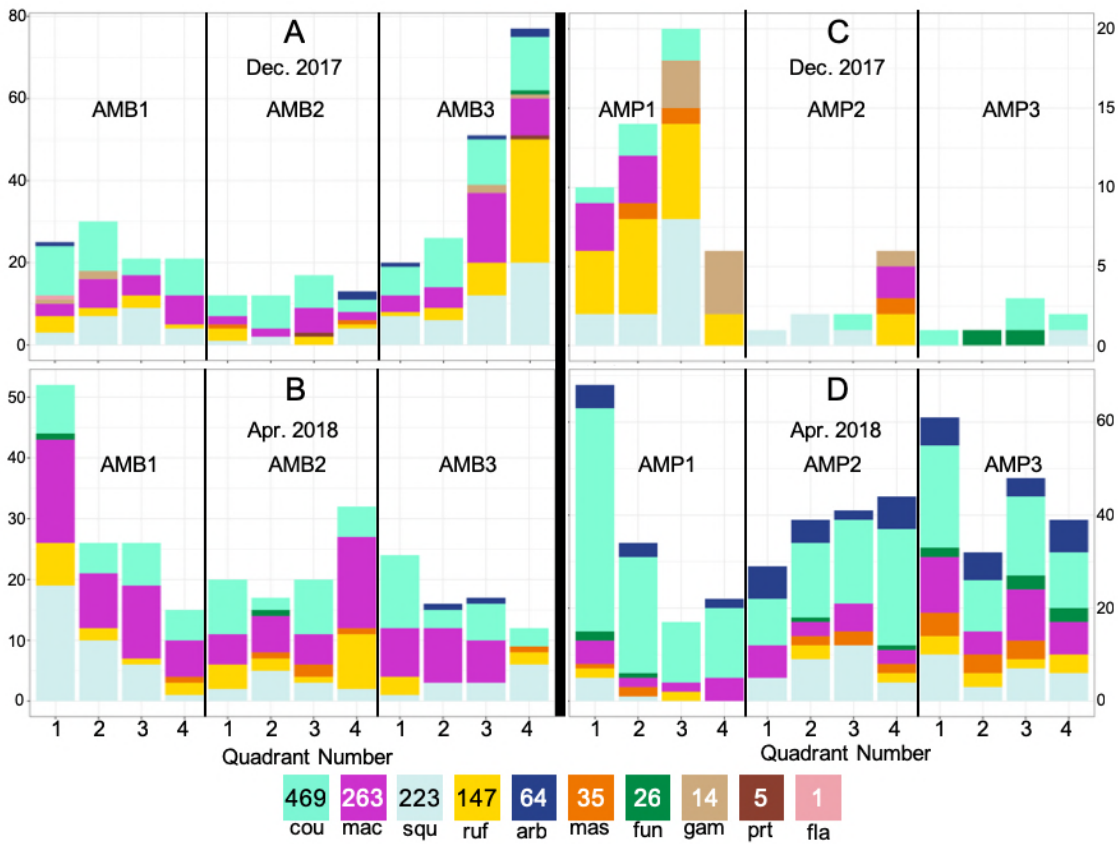 80
60
40
20
0
A
Dec. 2017
AMB1
AMB2
AMB3
C
Dec. 2017
AMP1
AMP2
AMP3
20
15
10
5
0
50
40
30
20
10
0
B
Apr. 2018
AMB1
AMB2
AMB3
D
Apr. 2018
AMP1
AMP2
AMP3
60
40
20
0
1 2 3 4 1 2 3 4 1 2 3 4 1 2 3 4 1 2 3 4 1 2 3 4
Quadrant Number Quadrant Number
469 263 223 147 64 35 26 14 5 1
cou mac squ ruf arb mas fun gam prt fla